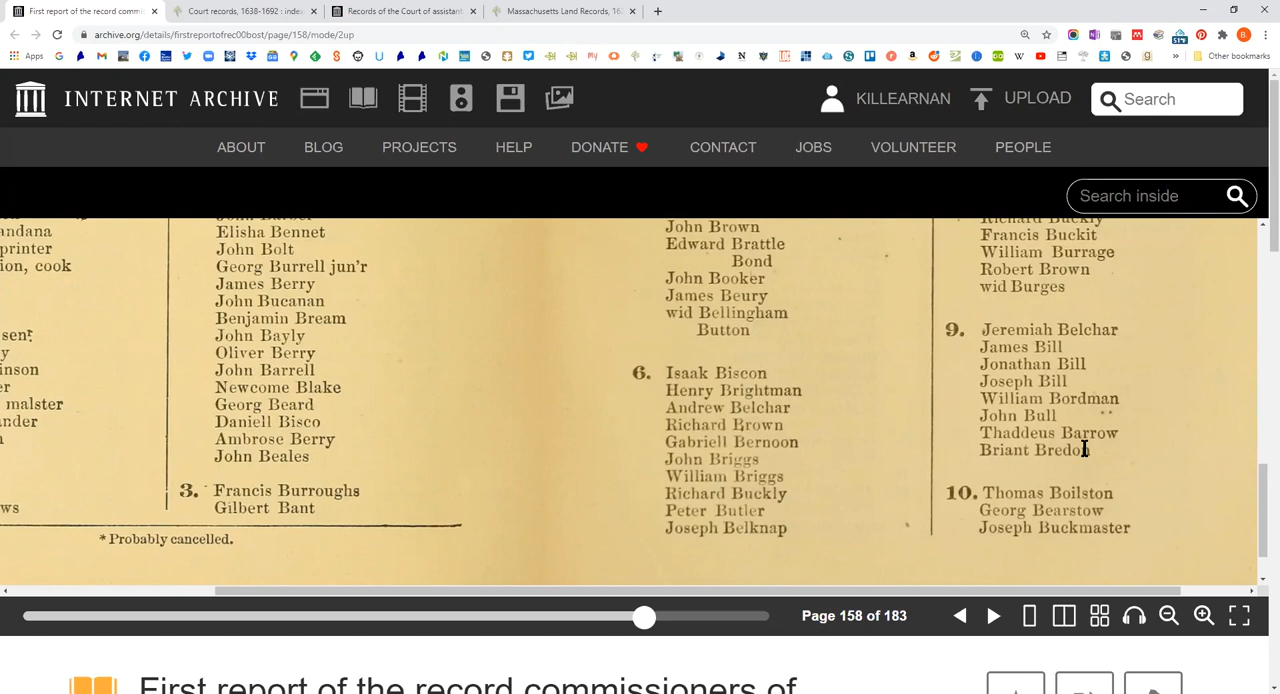 First report of the record commi
Court records, 1638-1692 : index
Records of the Court of assistant
Massachusetts Land Records, 16
archive.org/details/firstreportofrec00bost/page/158/mode/2up
Apps
Other bookmarks
INTERNET ARCHIVE
KILLEARNAN
UPLOAD
Search
ABOUT
BLOG
PROJECTS
HELP
DONATE
CONTACT
JOBS
VOLUNTEER
PEOPLE
Search inside
andana
printer
ion, cook
senr
y
inson
er
malster
ander
n
ws
Elisha Bennet
John Bolt
Georg Burrell jun'r
James Berry
John Bucanan
Benjamin Bream
John Bayly
Oliver Berry
John Barrell
Newcome Blake
Georg Beard
Daniell Bisco
Ambrose Berry
John Beales
3. Francis Burroughs
Gilbert Bant
* Probably cancelled.
John Brown
Edward Brattle
Bond
John Booker
James Beury
wid Bellingham
Button
6. Isaak Biscon
Henry Brightman
Andrew Belchar
Richard Brown
Gabriell Bernoon
John Briggs
William Briggs
Richard Buckly
Peter Butler
Joseph Belknap
Richard Buckly
Francis Buckit
William Burrage
Robert Brown
wid Burges
9. Jeremiah Belchar
James Bill
Jonathan Bill
Joseph Bill
William Bordman
John Bull
Thaddeus Barrow
Briant Bredon
10. Thomas Boilston
Georg Bearstow
Joseph Buckmaster
Page 158 of 183
First report of the record commissioners of